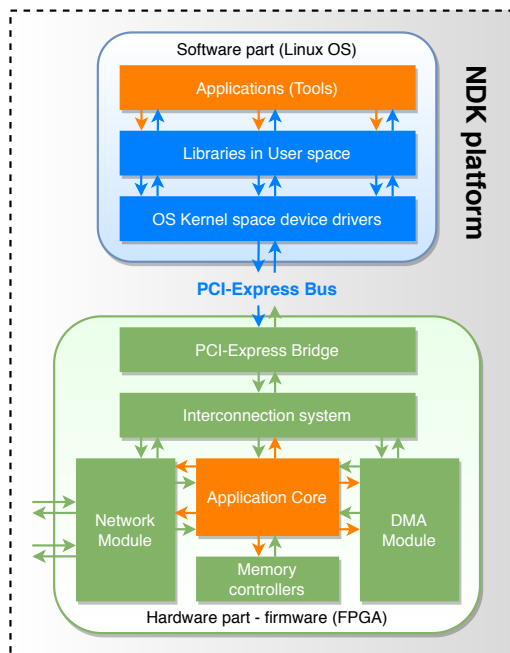 Software part (Linux OS)
Applications (Tools)
Libraries in User space
OS Kernel space device drivers
NDK platform
PCI-Express Bus
PCI-Express Bridge
Interconnection system
Network
Module
Application Core
DMA
Module
Memory
controllers
Hardware part - firmware (FPGA)